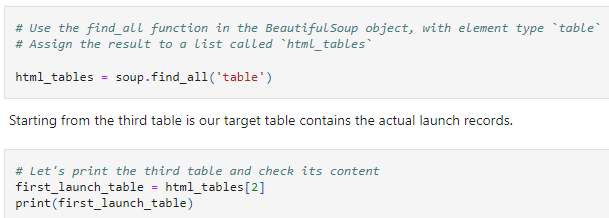 # Use the find_all function in the BeautifulSoup object, with element type `table`
# Assign the result to a list called `html_tables`
html_tables = soup.find_all('table')
Starting from the third table is our target table contains the actual launch records.
# Let's print the third table and check its content
first_launch_table = html_tables[2]
print(first_launch_table)